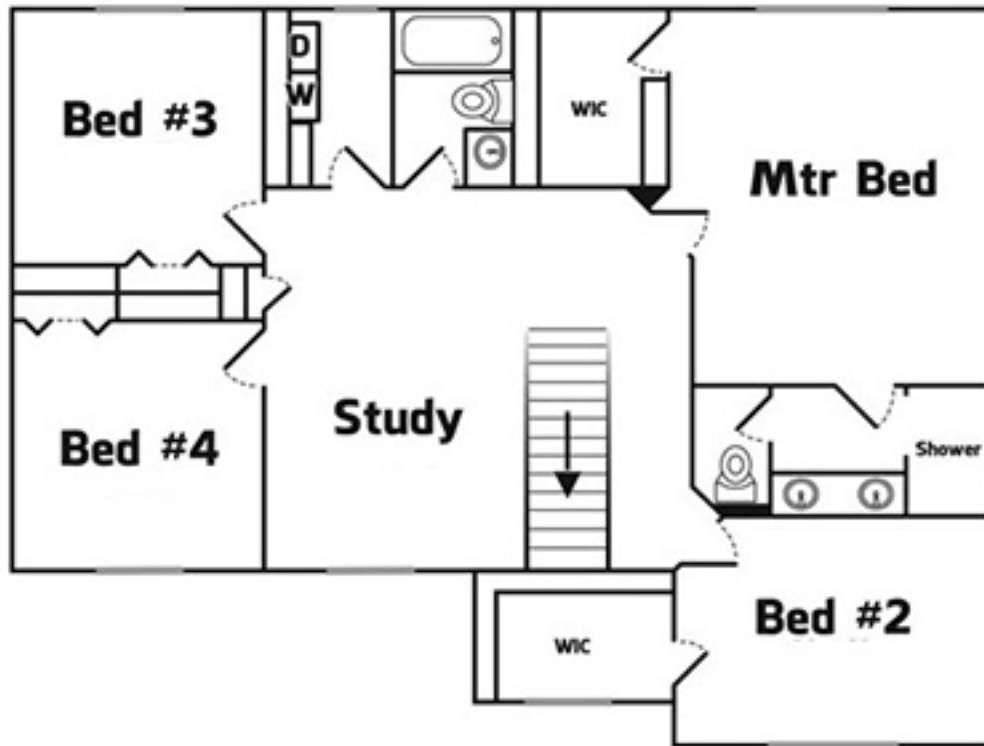 D
W
Bed #3
WIC
Mtr Bed
Study
Bed #4
Shower
Bed #2
WIC